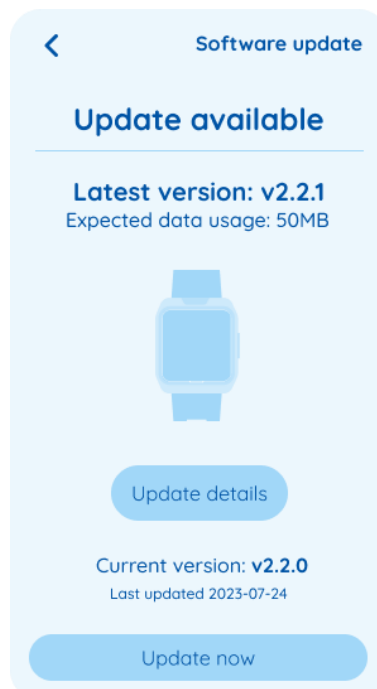 Software update
Update available
Latest version: v2.2.1
Expected data usage: 50MB
Update details
Current version: v2.2.0
Last updated 2023-07-24
Update now